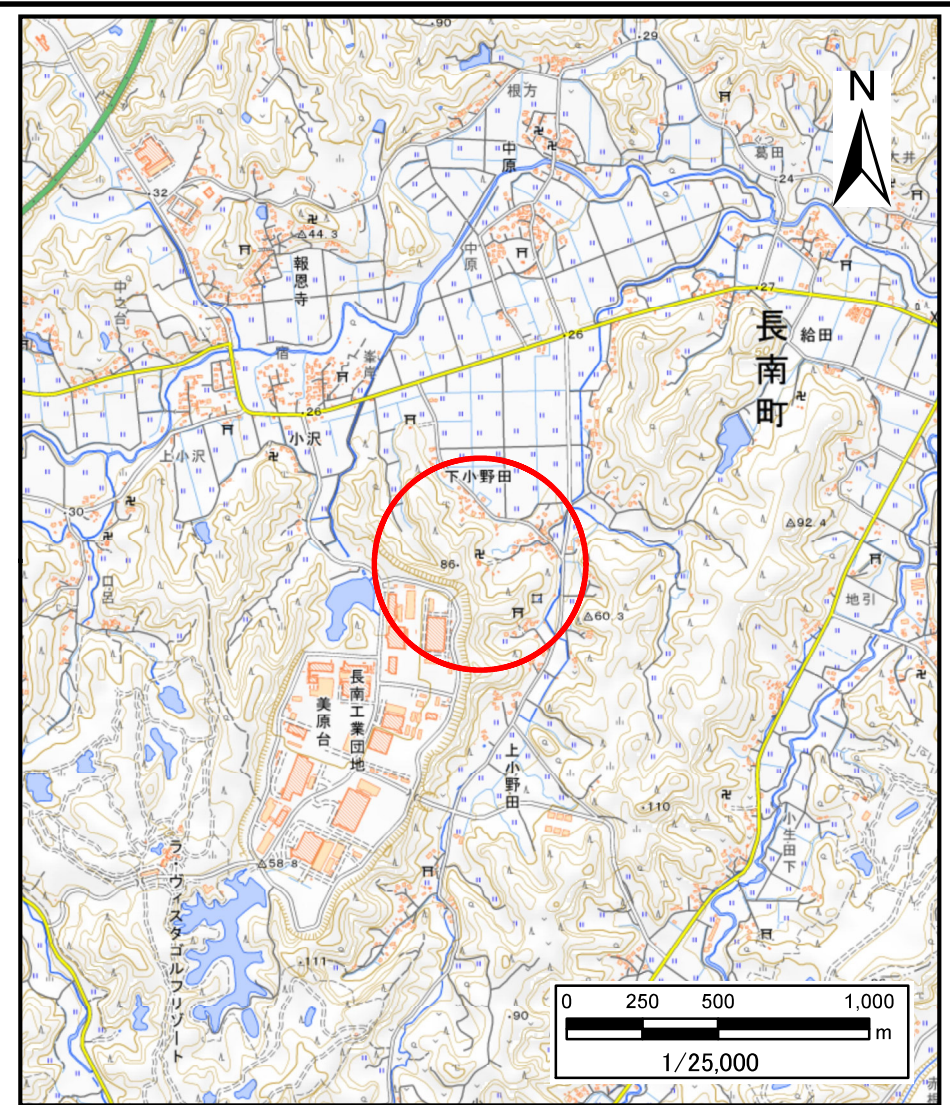 90
29
根方
N
中原
葛田
大井
24
32
44.3
報恩寺
中原
中之台
27
長南町
給田
26
宿
峯岸
26
小沢
上小沢
下小野田
30
92.4
86
口呂
60.3
地引
長南工業団地
美原台
上小野田
110
小生田下
58.8
ラ・ヴィスタゴルフリゾート
111
90
0 250 500 1,000
m
1/25,000